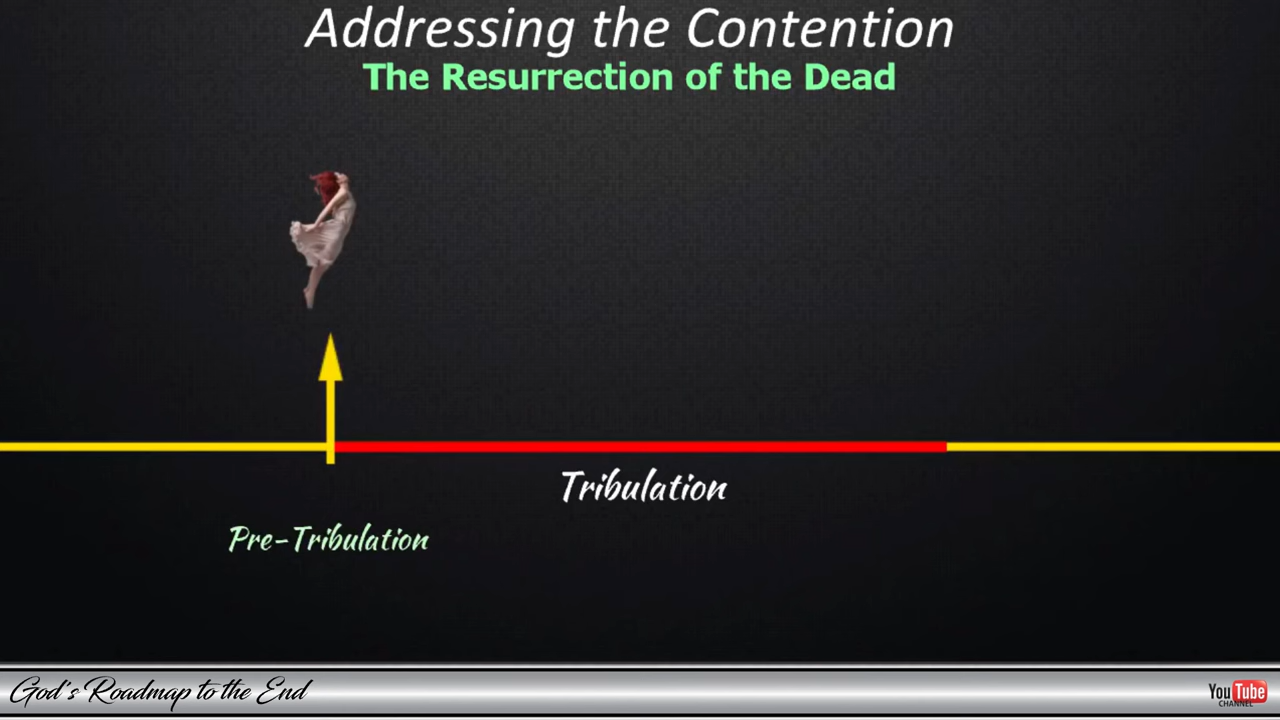 Addressing the Contention
The Resurrection of the Dead
Tribulation
Pre-Tribulation
God's Roadmap to the End
YouTube
CHANNEL